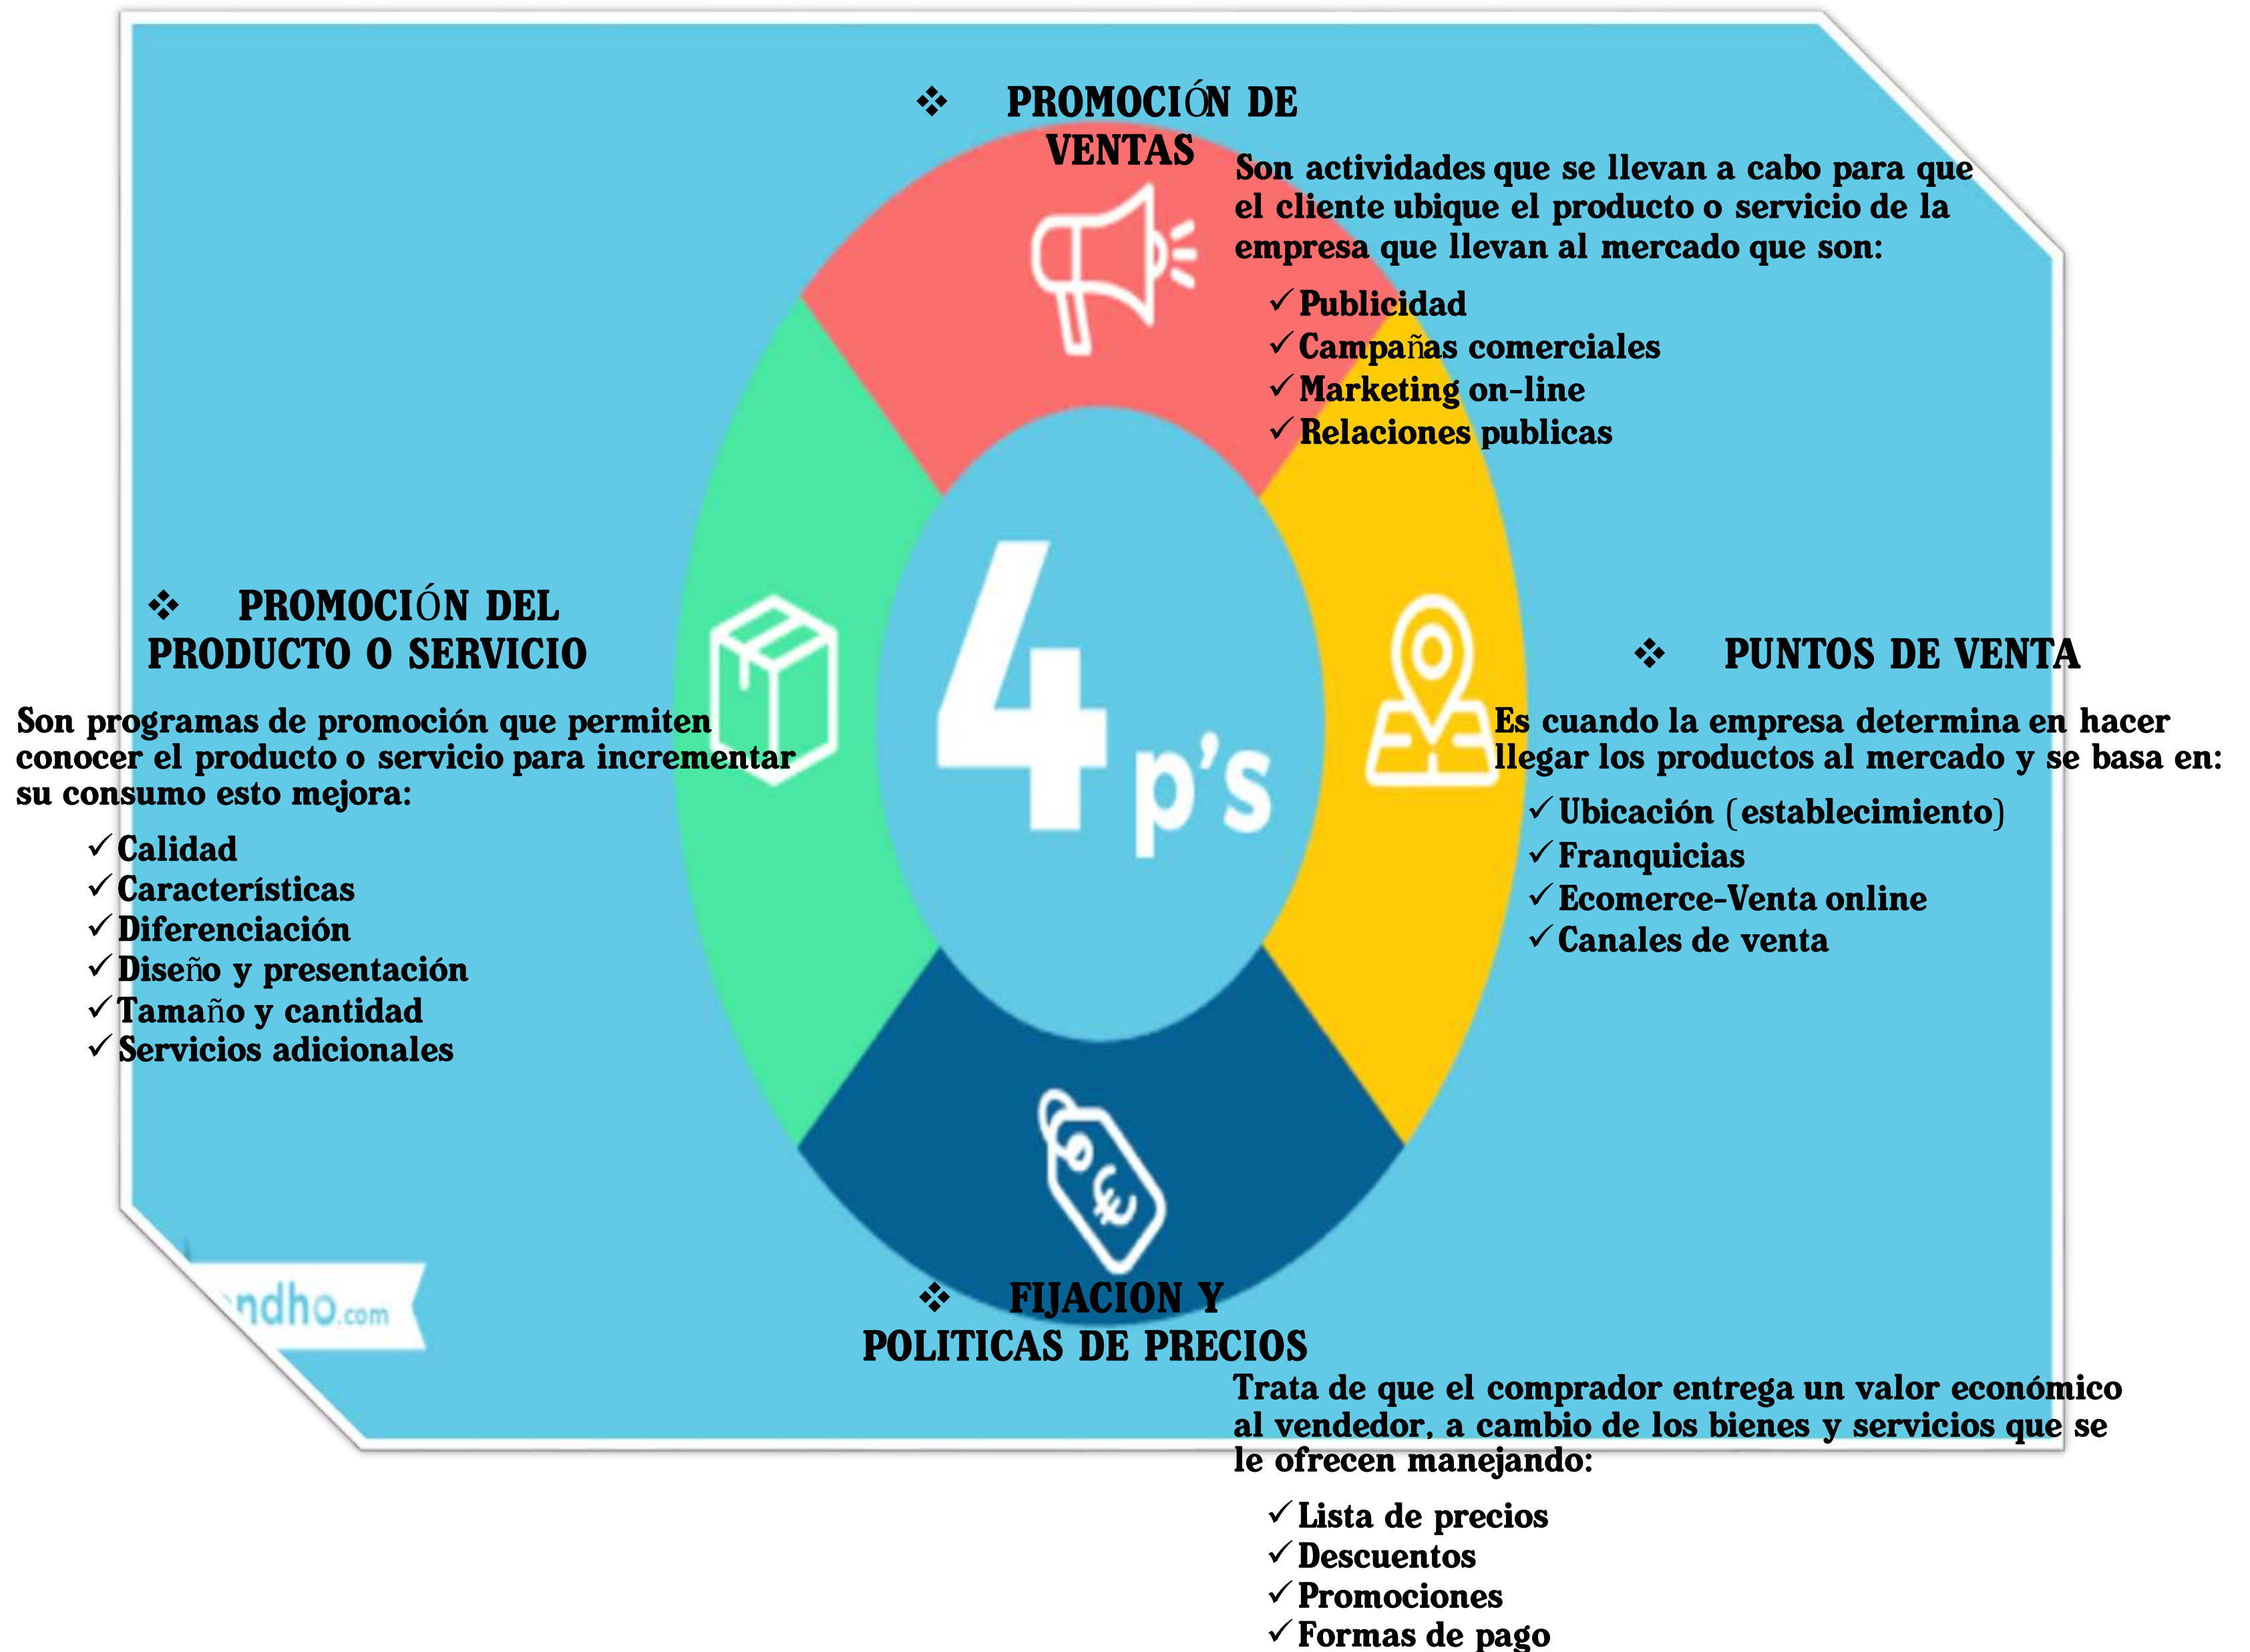 ❖ PROMOCIÓN DE
VENTAS
Son actividades que se llevan a cabo para que
el cliente ubique el producto o servicio de la
empresa que llevan al mercado que son:
✓Publicidad
✓Campañas comerciales
✓Marketing on-line
✓Relaciones publicas
4 p's
❖ PROMOCIÓN DEL
PRODUCTO O SERVICIO
Son programas de promoción que permiten
conocer el producto o servicio para incrementar
su consumo esto mejora:
✓Calidad
✓Características
✓Diferenciación
✓Diseño y presentación
✓Tamaño y cantidad
✓Servicios adicionales
❖ PUNTOS DE VENTA
Es cuando la empresa determina en hacer
llegar los productos al mercado y se basa en:
✓Ubicación (establecimiento)
✓Franquicias
✓Ecomerce-Venta online
✓Canales de venta
€
ndho.com
❖ FIJACION Y
POLITICAS DE PRECIOS
Trata de que el comprador entrega un valor económico
al vendedor, a cambio de los bienes y servicios que se
le ofrecen manejando:
✓Lista de precios
✓Descuentos
✓Promociones
✓Formas de pago